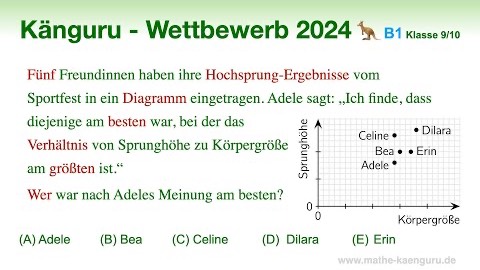 Känguru - Wettbewerb 2024 B1 Klasse 9/10
Fünf Freundinnen haben ihre Hochsprung-Ergebnisse vom
Sportfest in ein Diagramm eingetragen. Adele sagt: „Ich finde, dass
diejenige am besten war, bei der das
Verhältnis von Sprunghöhe zu Körpergröße
am größten ist.“
Wer war nach Adeles Meinung am besten?
Sprunghöhe
Dilara
Celine
Bea
Erin
Adele
0
0
Körpergröße
(A) Adele (B) Bea (C) Celine (D) Dilara (E) Erin
www.mathe-kaenguru.de